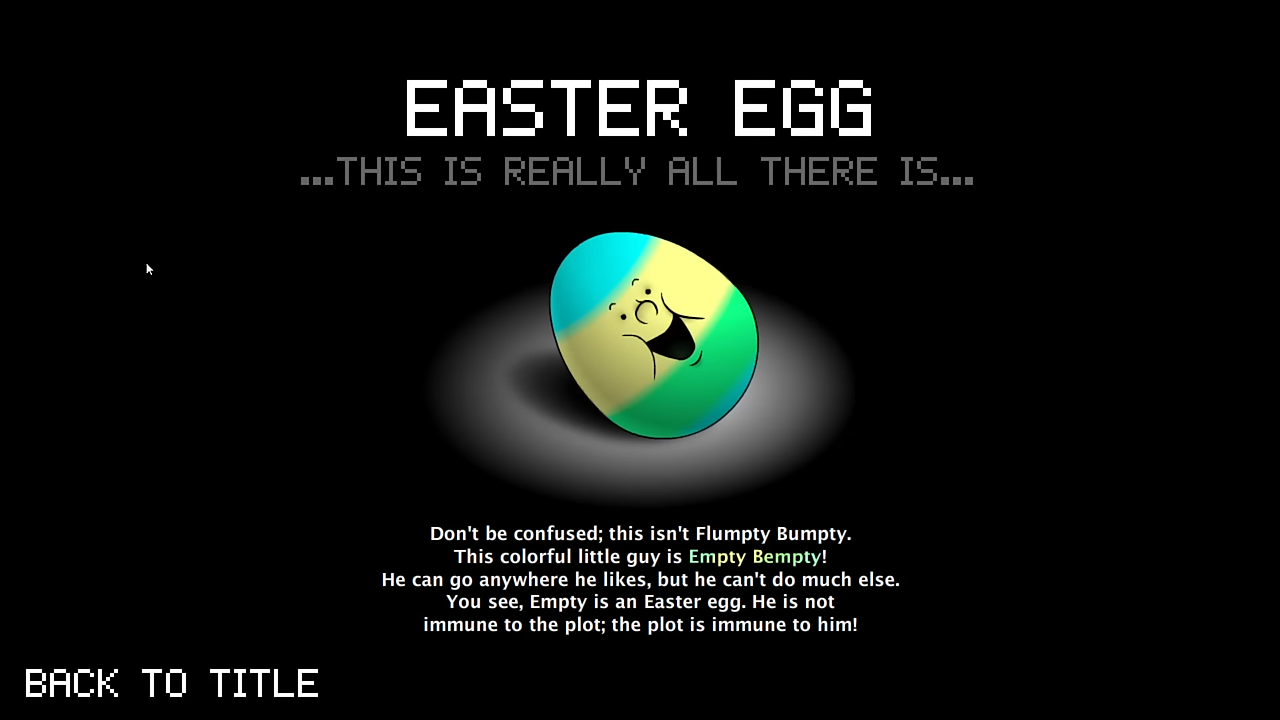 EASTER EGG
...THIS IS REALLY ALL THERE IS...
Don't be confused; this isn't Flumpty Bumpty.
This colorful little guy is Empty Bempty!
He can go anywhere he likes, but he can't do much else.
You see, Empty is an Easter egg. He is not
immune to the plot; the plot is immune to him!
BACK TO TITLE